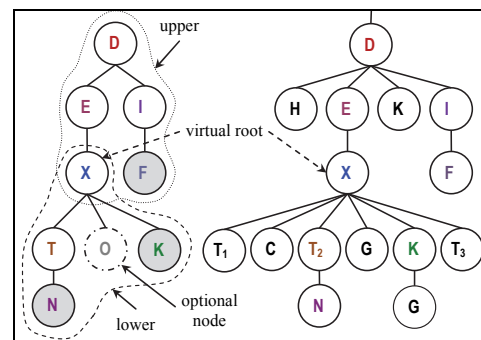 upper
D
D
E
I
H
E
K
I
virtual root
X
F
X
F
T
O
K
T1
C
T2
G
K
T3
N
optional
node
N
G
lower